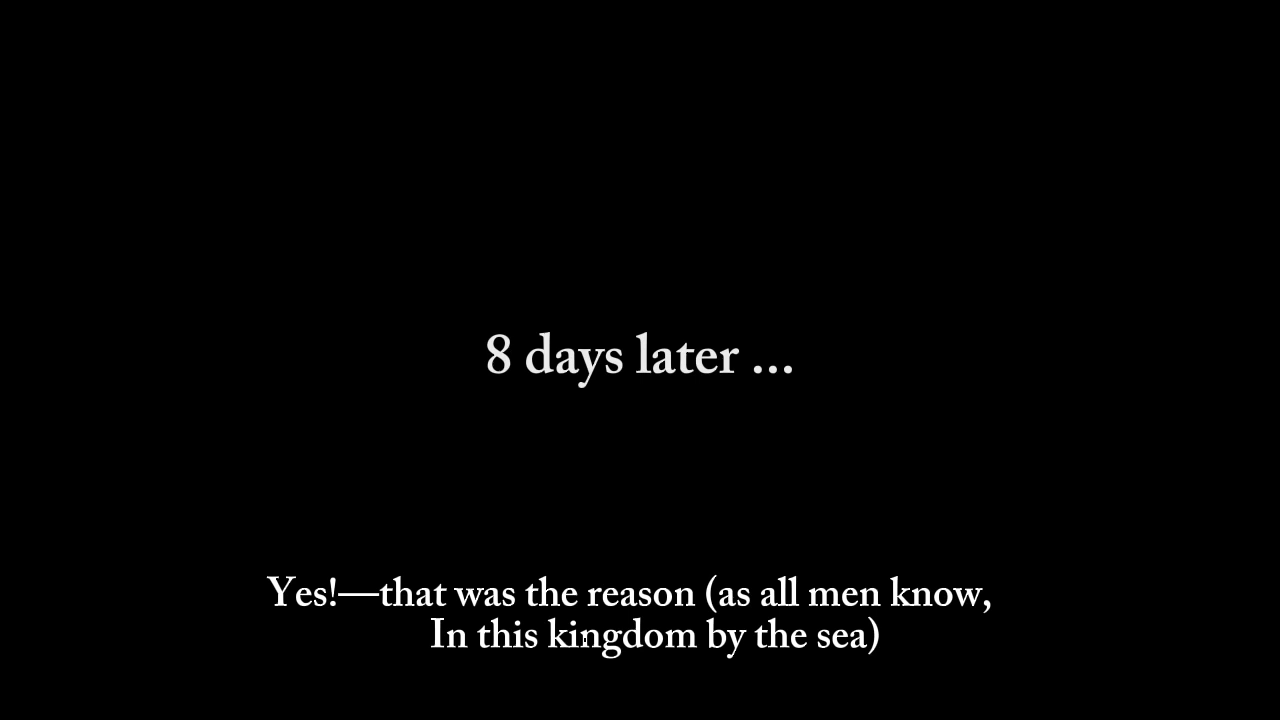 8 days later ...
Yes!—that was the reason (as all men know,
In this kingdom by the sea)